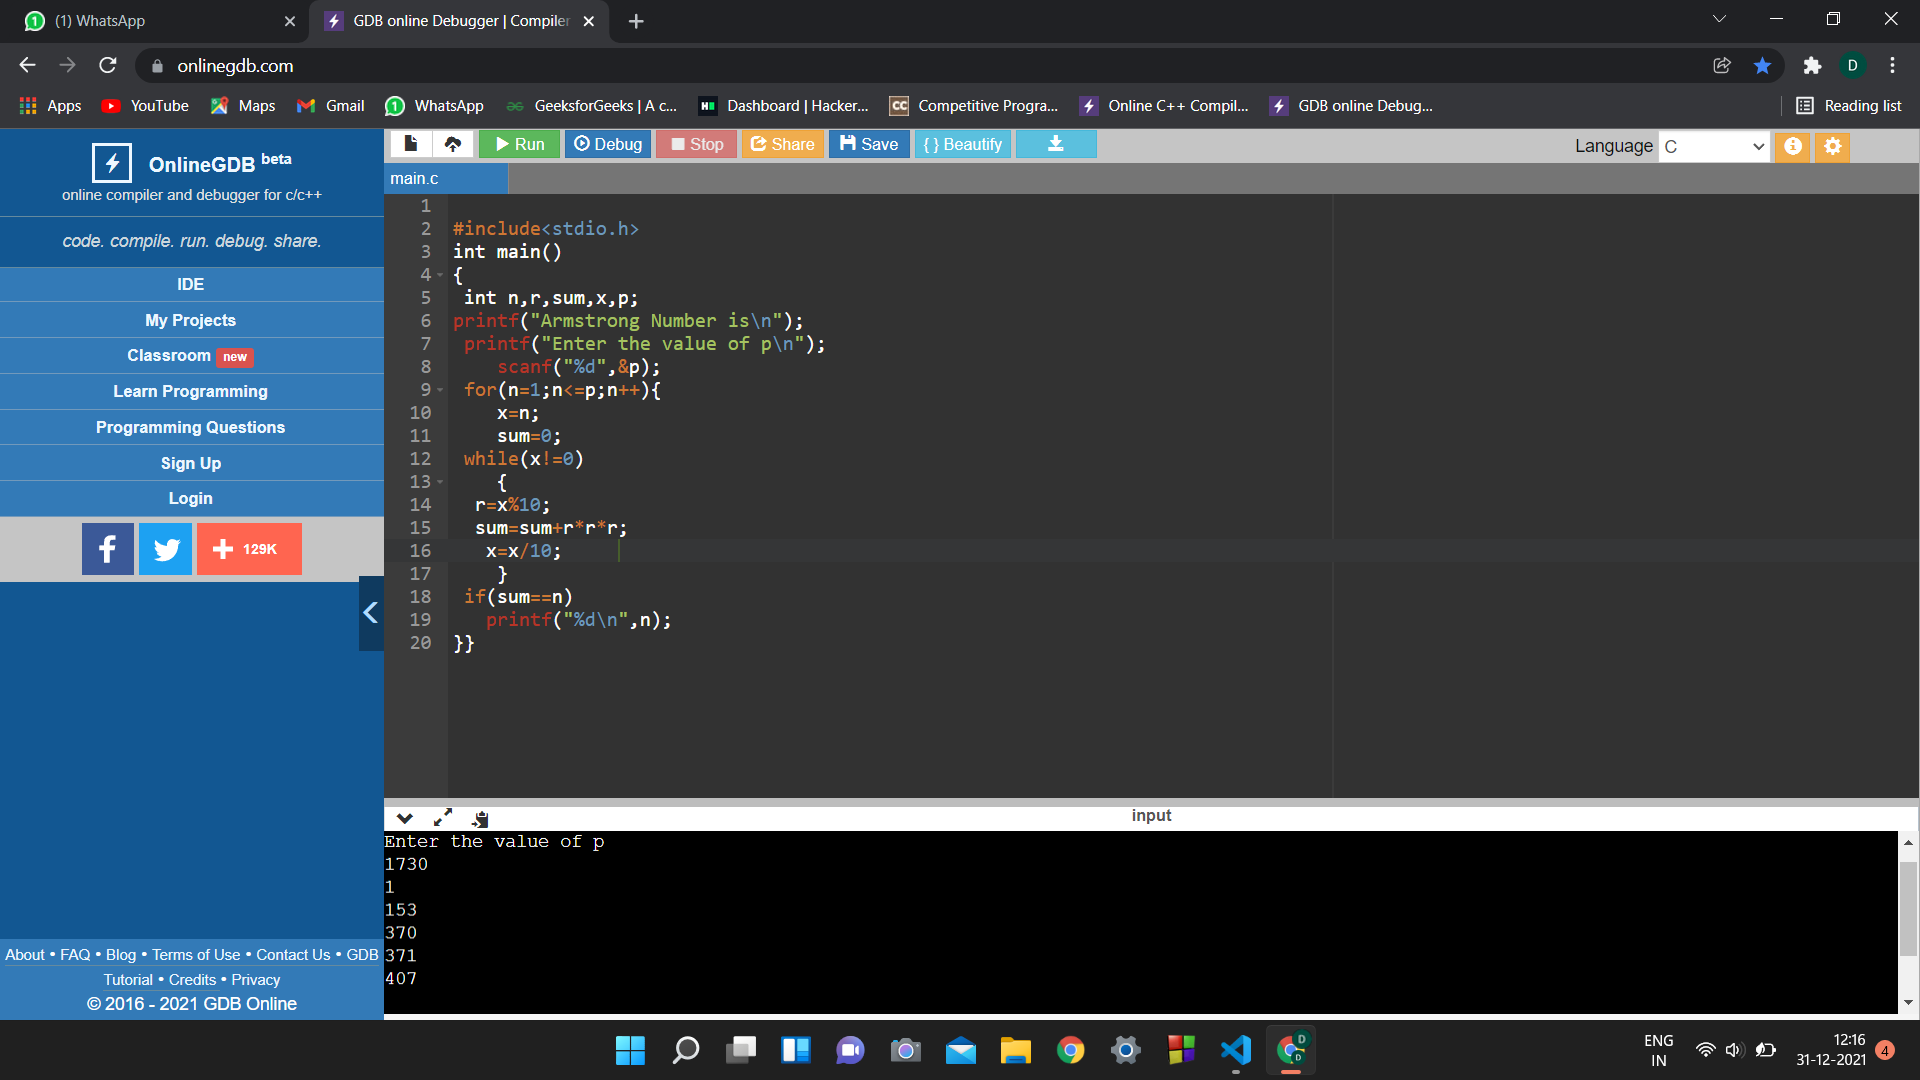 (1) WhatsApp
GDB online Debugger | Compiler
onlinegdb.com
D
Apps YouTube Maps Gmail WhatsApp GeeksforGeeks | A c... Dashboard | Hacker... Competitive Progra... Online C++ Compil... GDB online Debug... Reading list
OnlineGDB beta
online compiler and debugger for c/c++
code. compile. run. debug. share.
IDE
My Projects
Classroom new
Learn Programming
Programming Questions
Sign Up
Login
129K
About • FAQ • Blog • Terms of Use • Contact Us • GDB
Tutorial • Credits • Privacy
© 2016 - 2021 GDB Online
Run Debug Stop Share Save { } Beautify
Language C
main.c
1
2 #include<stdio.h>
3 int main()
4 {
5 int n,r,sum,x,p;
6 printf("Armstrong Number is\n");
7 printf("Enter the value of p\n");
8 scanf("%d",&p);
9 for(n=1;n<=p;n++){
10 x=n;
11 sum=0;
12 while(x!=0)
13 {
14 r=x%10;
15 sum=sum+r*r*r;
16 x=x/10;
17 }
18 if(sum==n)
19 printf("%d\n",n);
20 }}
input
Enter the value of p
1730
1
153
370
371
407
ENG
IN
12:16
31-12-2021
4